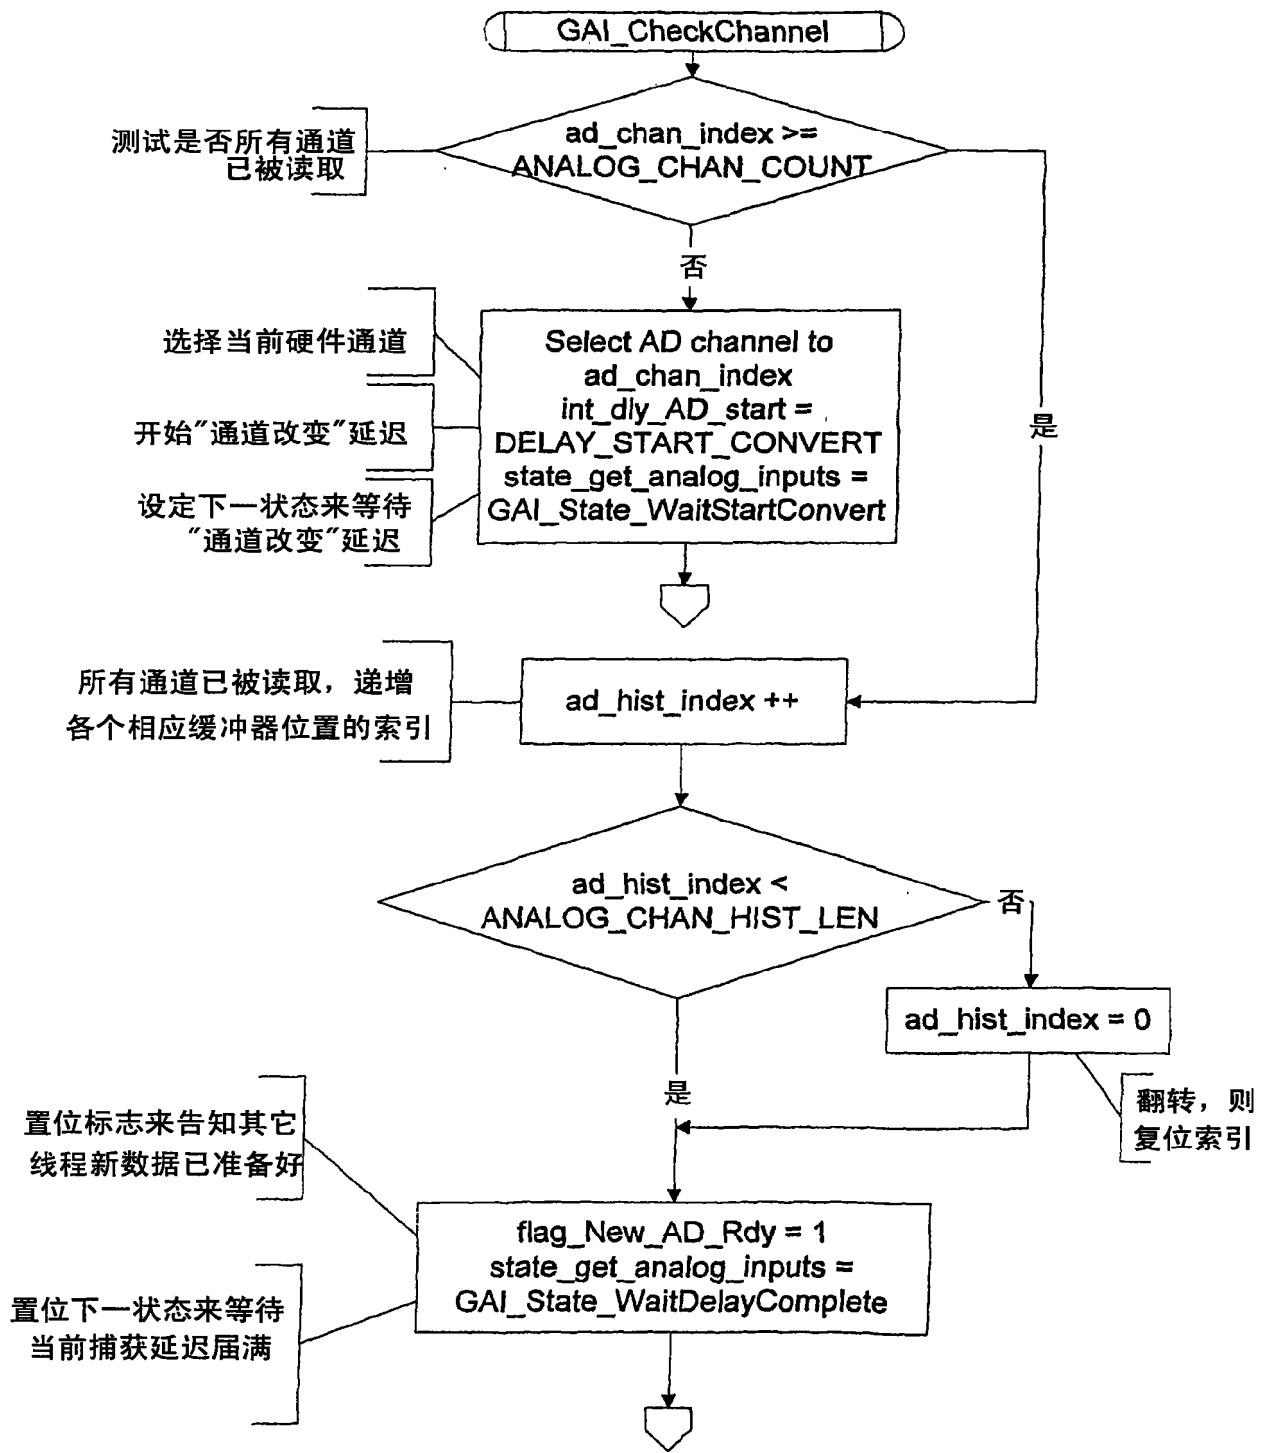 GAI_CheckChannel
测试是否所有通道
已被读取
ad_chan_index >=
ANALOG_CHAN_COUNT
否
是
选择当前硬件通道
开始"通道改变"延迟
设定下一状态来等待
"通道改变"延迟
Select AD channel to
ad_chan_index
int_dly_AD_start =
DELAY_START_CONVERT
state_get_analog_inputs =
GAI_State_WaitStartConvert
所有通道已被读取，递增
各个相应缓冲器位置的索引
ad_hist_index ++
ad_hist_index <
ANALOG_CHAN_HIST_LEN
否
ad_hist_index = 0
是
翻转，则
复位索引
置位标志来告知其它
线程新数据已准备好
置位下一状态来等待
当前捕获延迟届满
flag_New_AD_Rdy = 1
state_get_analog_inputs =
GAI_State_WaitDelayComplete